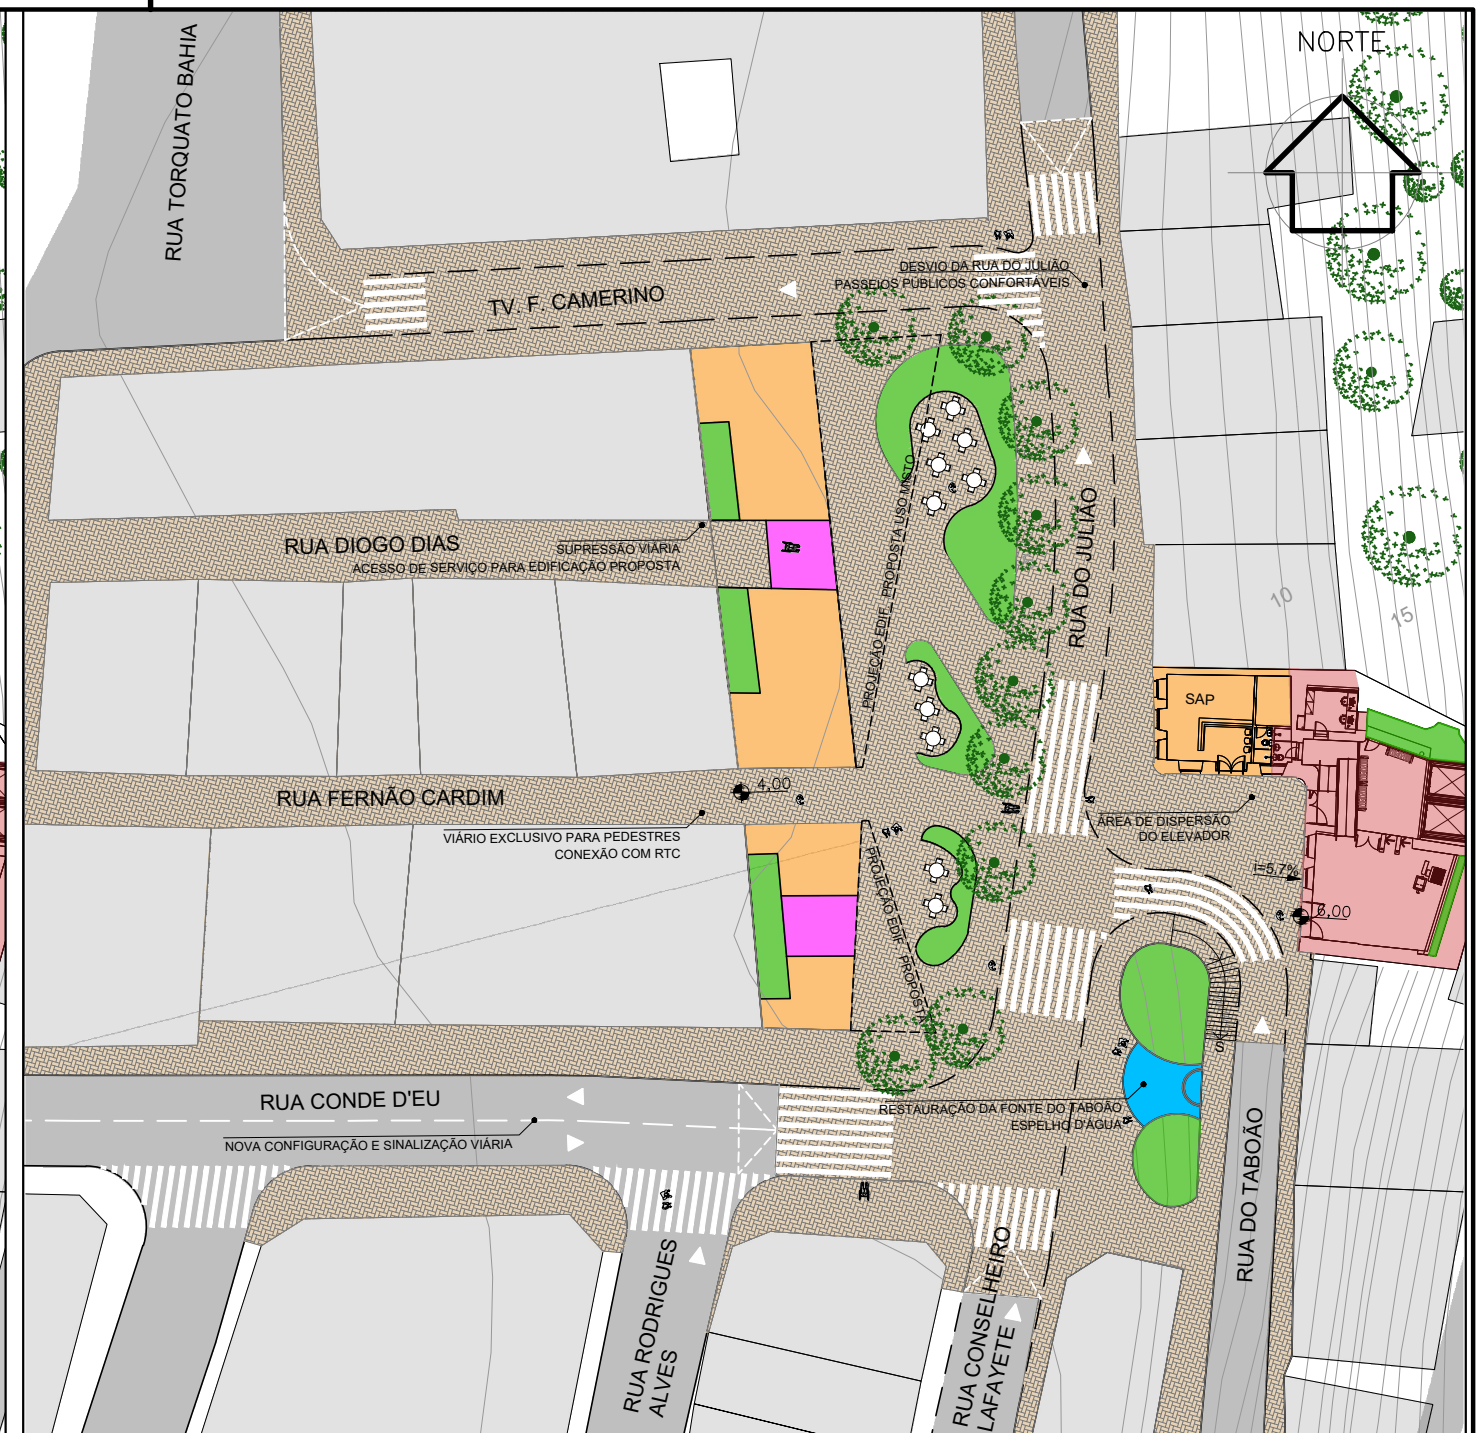 NORTE
RUA TORQUATO BAHIA
DESVIO DA RUA DO JULIÃO
PASSEIOS PÚBLICOS CONFORTÁVEIS
TV. F. CAMERINO
PROJEÇÃO EDIF. PROPOSTA USO MISTO
RUA DO JULIÃO
RUA DIOGO DIAS
SUPRESSÃO VIÁRIA
ACESSO DE SERVIÇO PARA EDIFICAÇÃO PROPOSTA
10
15
SAP
4,00
RUA FERNÃO CARDIM
VIÁRIO EXCLUSIVO PARA PEDESTRES
CONEXÃO COM RTC
ÁREA DE DISPERSÃO
DO ELEVADOR
i=5,7%
6,00
PROJEÇÃO EDIF. PROPOSTA
S
RUA CONDE D'EU
NOVA CONFIGURAÇÃO E SINALIZAÇÃO VIÁRIA
RESTAURAÇÃO DA FONTE DO TABOÃO
ESPELHO D'ÁGUA
RUA DO TABOÃO
RUA RODRIGUES
ALVES
RUA CONSELHEIRO
LAFAYETE